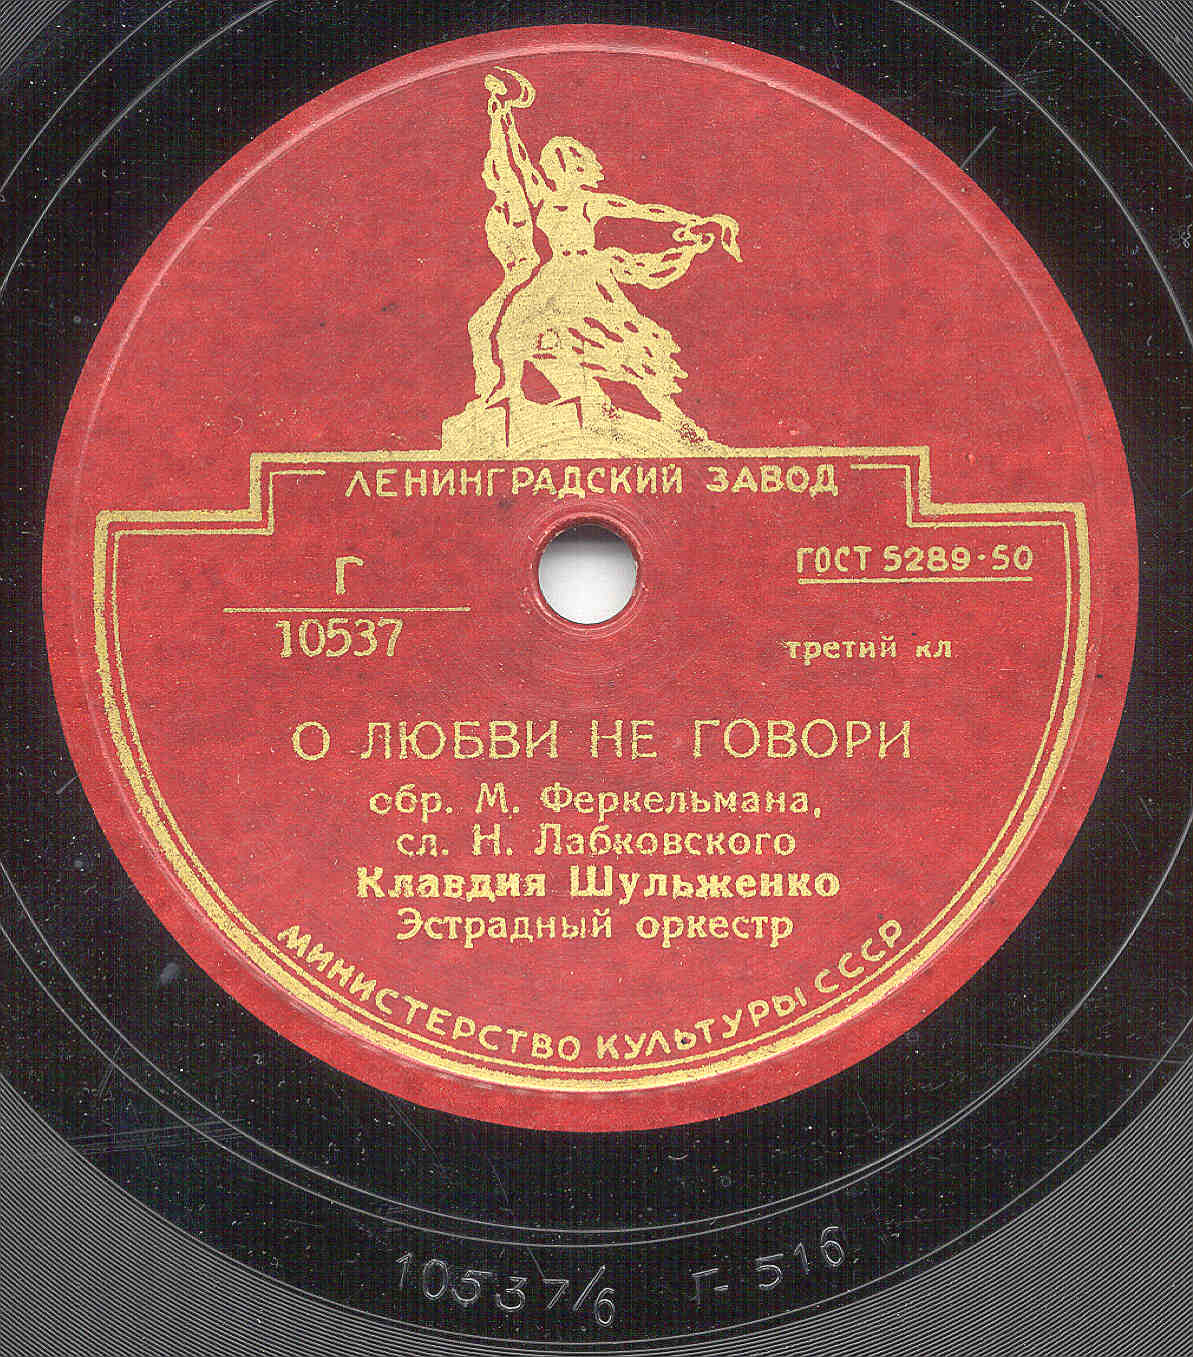 ЛЕНИНГРАДСКИЙ ЗАВОД
Г
10537
ГОСТ 5289-50
третий кл
О ЛЮБВИ НЕ ГОВОРИ
обр. М. Феркельмана,
сл. Н. Лабковского
Клавдия Шульженко
Эстрадный оркестр
МИНИСТЕРСТВО КУЛЬТУРЫ СССР
10537/6 Г-516